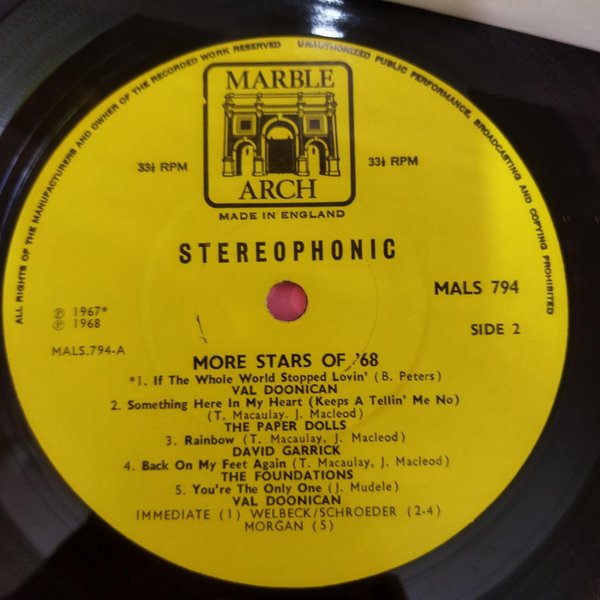 ALL RIGHTS OF THE MANUFACTURERS AND OWNER OF THE RECORDED WORK RESERVED
UNAUTHORIZED PUBLIC PERFORMANCE, BROADCASTING AND COPYING PROHIBITED
MARBLE
33⅓ RPM
33⅓ RPM
ARCH
MADE IN ENGLAND
STEREOPHONIC
MALS 794
℗ 1967*
℗ 1968
SIDE 2
MALS.794-A
MORE STARS OF '68
*1. If The Whole World Stopped Lovin' (B. Peters)
VAL DOONICAN
2. Something Here In My Heart (Keeps A Tellin' Me No)
(T. Macaulay. J. Macleod)
THE PAPER DOLLS
3. Rainbow (T. Macaulay, J. Macleod)
DAVID GARRICK
4. Back On My Feet Again (T. Macaulay, J. Macleod)
THE FOUNDATIONS
5. You're The Only One (J. Mudele)
VAL DOONICAN
IMMEDIATE (1) WELBECK/SCHROEDER (2-4)
MORGAN (5)